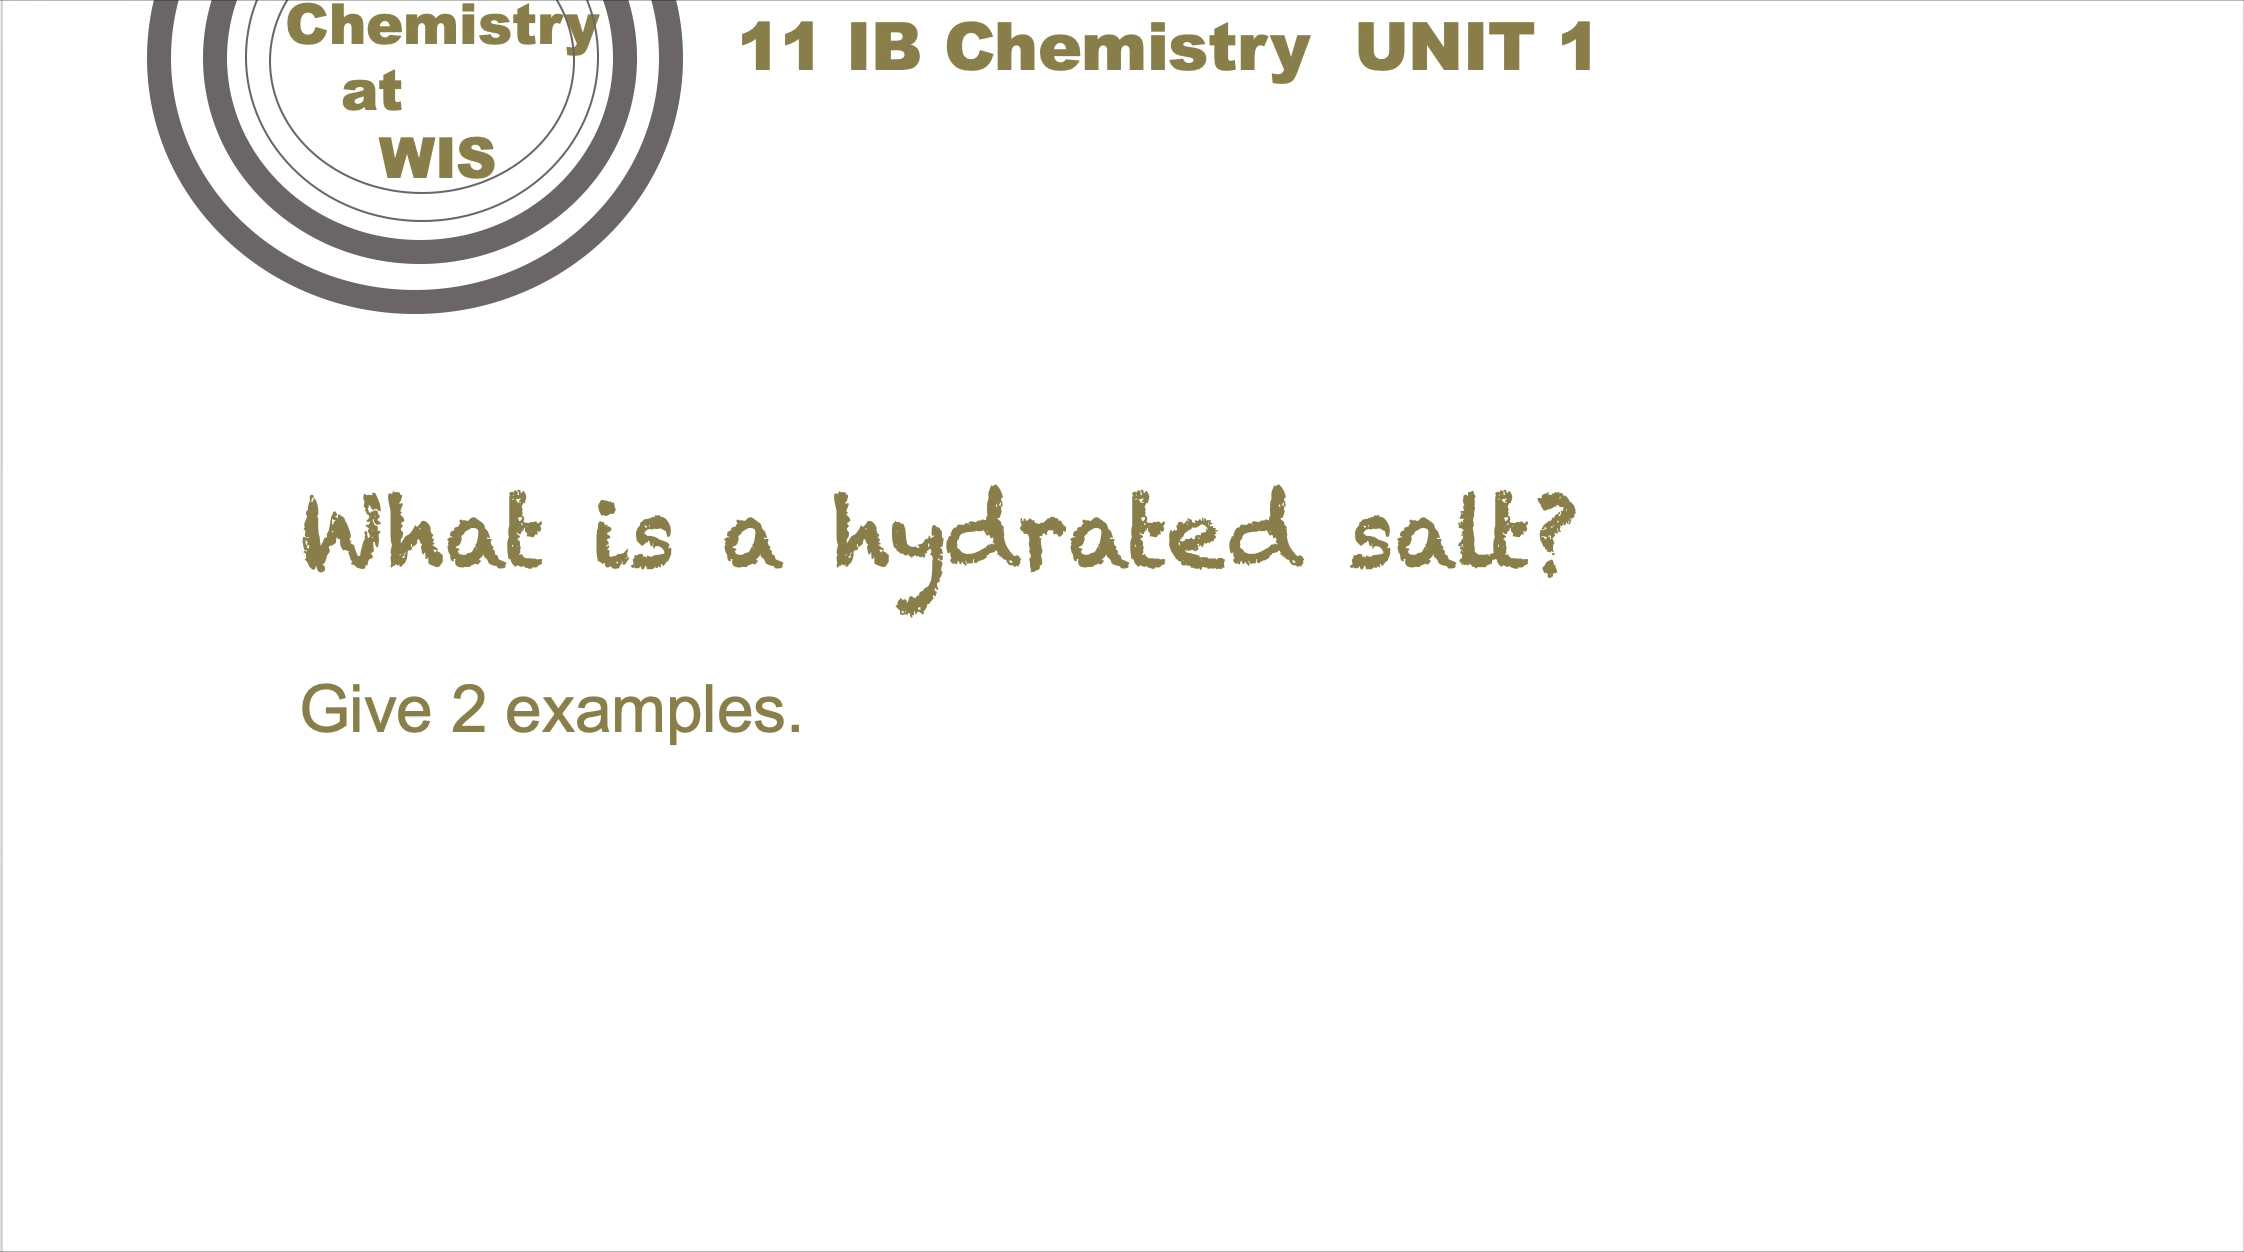 Chemistry
at
WIS
11 IB Chemistry  UNIT 1
What is a hydrated salt?
Give 2 examples.